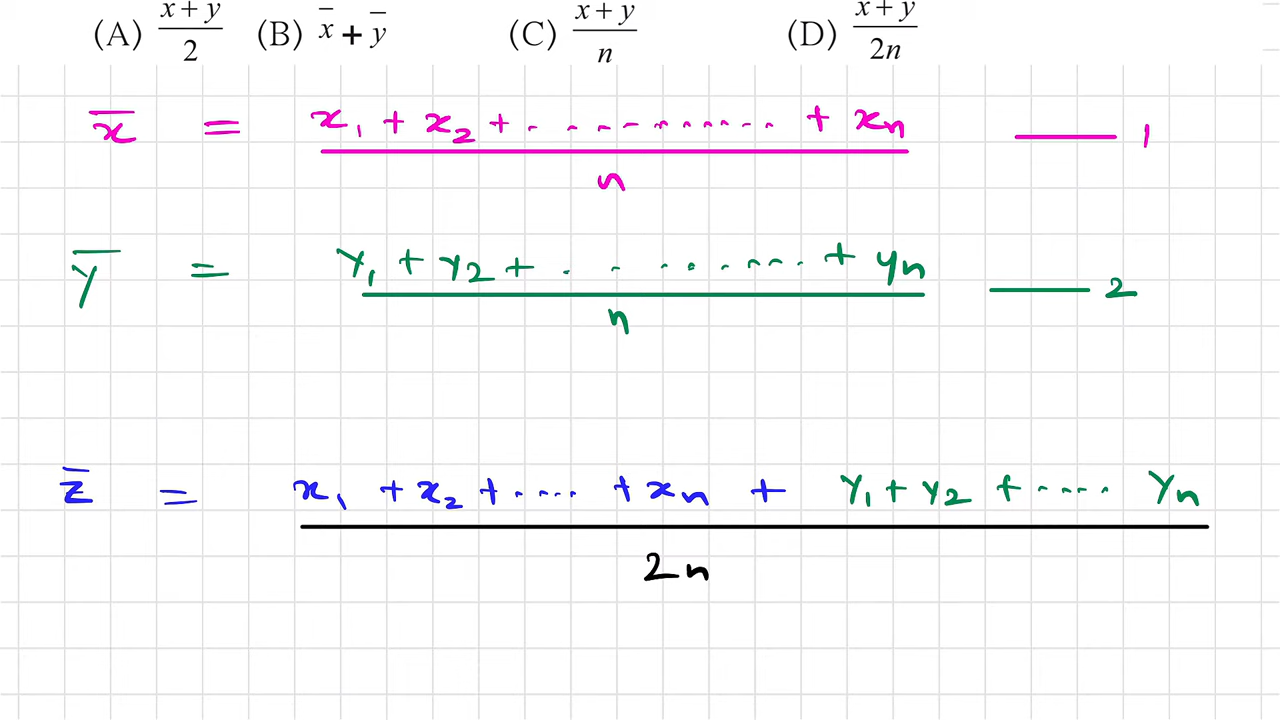 (A) x + y / 2 (B) x̄ + ȳ (C) x + y / n (D) x + y / 2n
x̄ = x₁ + x₂ + . . . . . . . . . . . + xn / n —— 1
ȳ = y₁ + y₂ + . . . . . . . . . + yn / n —— 2
z̄ = x₁ + x₂ + . . . . + xn + y₁ + y₂ + . . . . yn / 2n